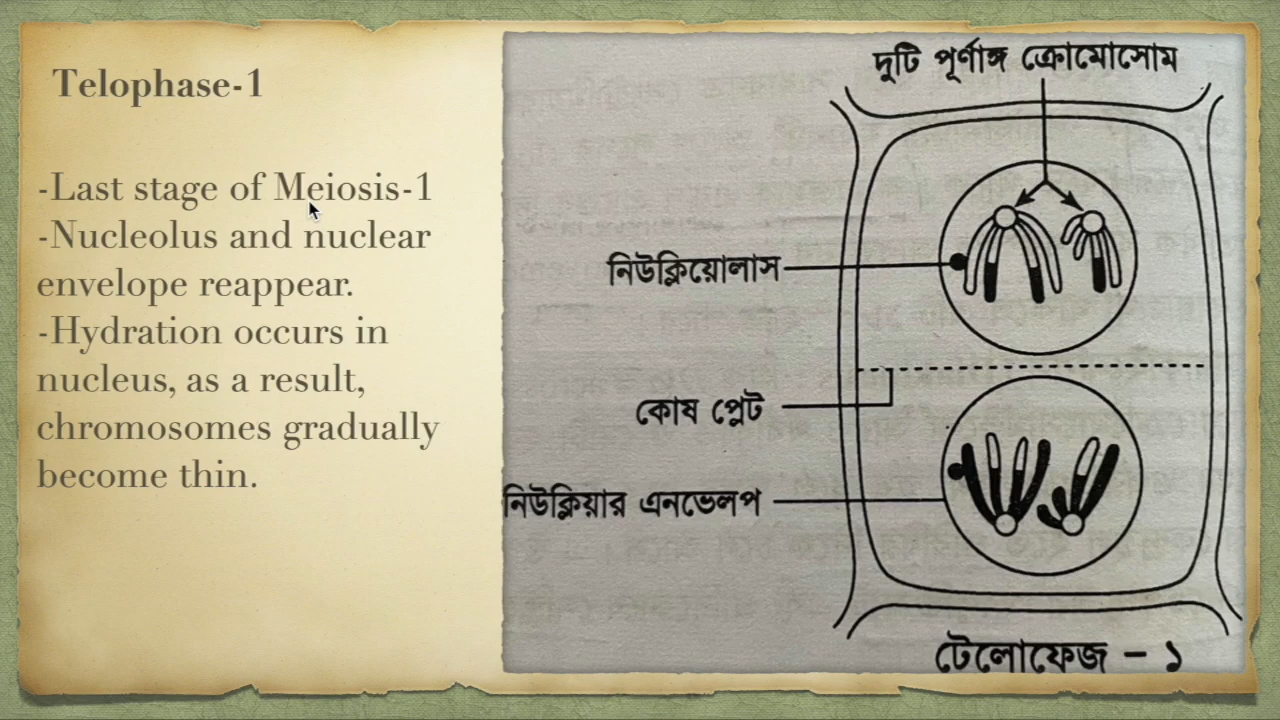 Telophase-1
-Last stage of Meiosis-1
-Nucleolus and nuclear
envelope reappear.
-Hydration occurs in
nucleus, as a result,
chromosomes gradually
become thin.
দুটি পূর্ণাঙ্গ ক্রোমোসোম
নিউক্লিয়োলাস
কোষ প্লেট
নিউক্লিয়ার এনভেলপ
টেলোফেজ – ১